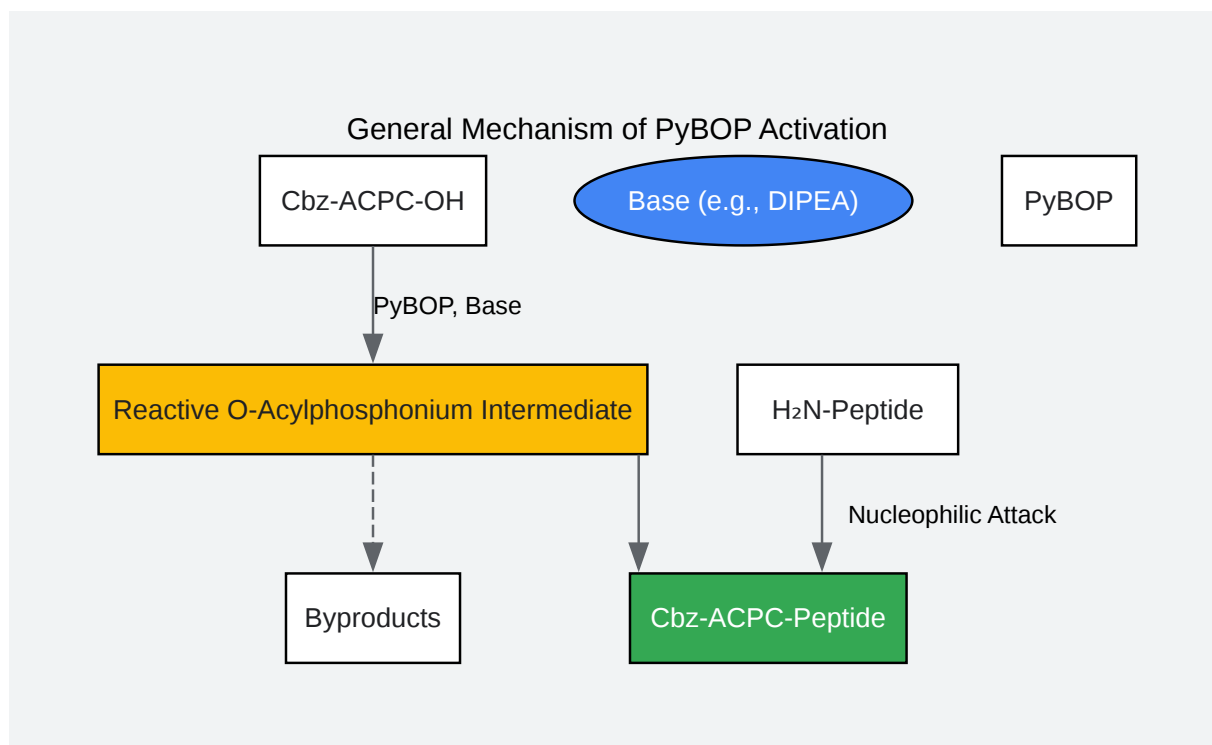 General Mechanism of PyBOP Activation
Cbz-ACPC-OH
Base (e.g., DIPEA)
PyBOP
PyBOP, Base
Reactive O-Acylphosphonium Intermediate
H₂N-Peptide
Nucleophilic Attack
Byproducts
Cbz-ACPC-Peptide